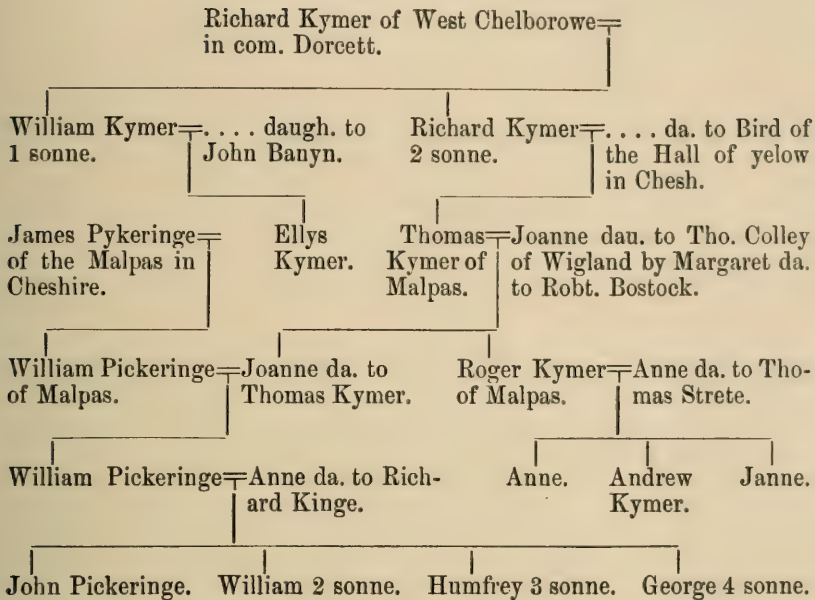 Richard Kymer of West Chelborowe
in com. Dorcett.
William Kymer
1 sonne.
. . . . daugh. to
John Banyn.
Richard Kymer
2 sonne.
. . . . da. to Bird of
the Hall of yelow
in Chesh.
James Pykeringe
of the Malpas in
Cheshire.
Ellys
Kymer.
Thomas
Kymer of
Malpas.
Joanne dau. to Tho. Colley
of Wigland by Margaret da.
to Robt. Bostock.
William Pickeringe
of Malpas.
Joanne da. to
Thomas Kymer.
Roger Kymer
of Malpas.
Anne da. to Tho-
mas Strete.
William Pickeringe
Anne da. to Rich-
ard Kinge.
Anne.
Andrew
Kymer.
Janne.
John Pickeringe.
William 2 sonne.
Humfrey 3 sonne.
George 4 sonne.